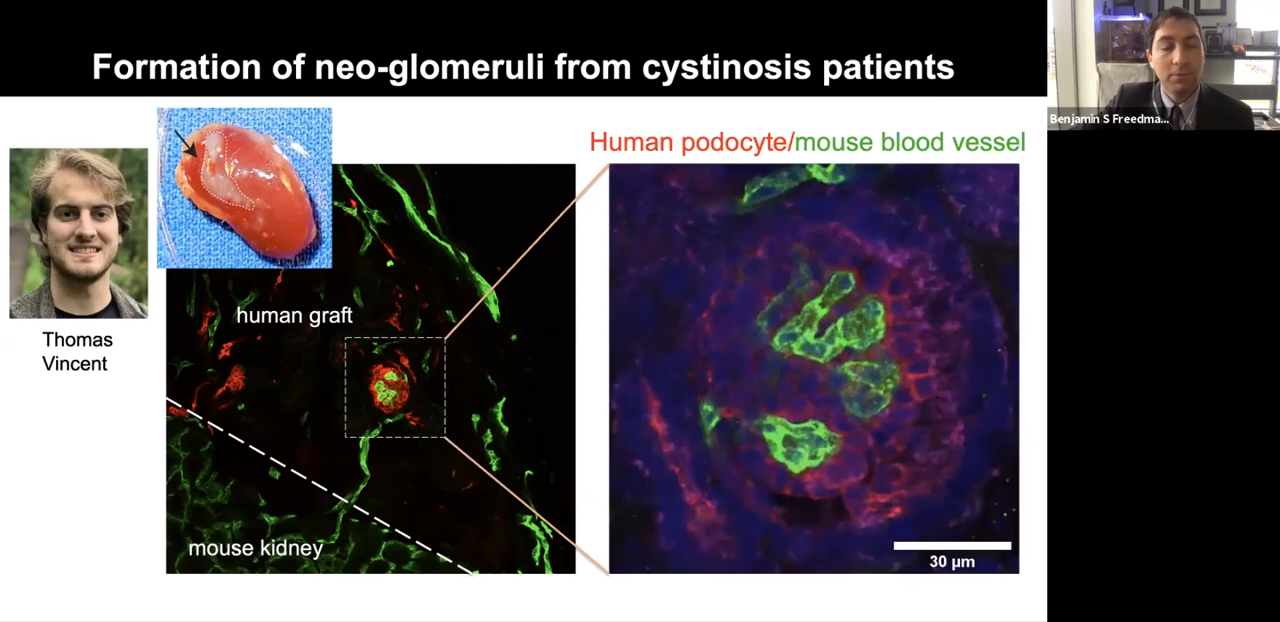 Formation of neo-glomeruli from cystinosis patients
Benjamin S Freedma...
Human podocyte/mouse blood vessel
Thomas
Vincent
human graft
mouse kidney
30 µm